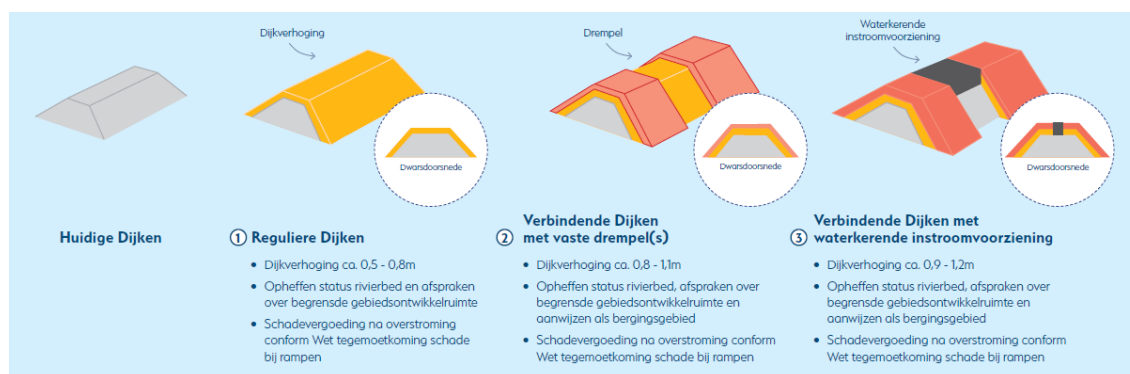 Dijkverhoging
Drempel
Waterkerende
instroomvoorziening
Dwarsdoorsnede
Dwarsdoorsnede
Dwarsdoorsnede
Huidige Dijken
1 Reguliere Dijken
• Dijkverhoging ca. 0,5 - 0,8m
• Opheffen status rivierbed en afspraken
over begrensde gebiedsontwikkelruimte
• Schadevergoeding na overstroming
conform Wet tegemoetkoming schade
bij rampen
2 Verbindende Dijken
met vaste drempel(s)
• Dijkverhoging ca. 0,8 - 1,1m
• Opheffen status rivierbed, afspraken over
begrensde gebiedsontwikkelruimte en
aanwijzen als bergingsgebied
• Schadevergoeding na overstroming conform
Wet tegemoetkoming schade bij rampen
3 Verbindende Dijken met
waterkerende instroomvoorziening
• Dijkverhoging ca. 0,9 - 1,2m
• Opheffen status rivierbed, afspraken over
begrensde gebiedsontwikkelruimte en
aanwijzen als bergingsgebied
• Schadevergoeding na overstroming conform
Wet tegemoetkoming schade bij rampen